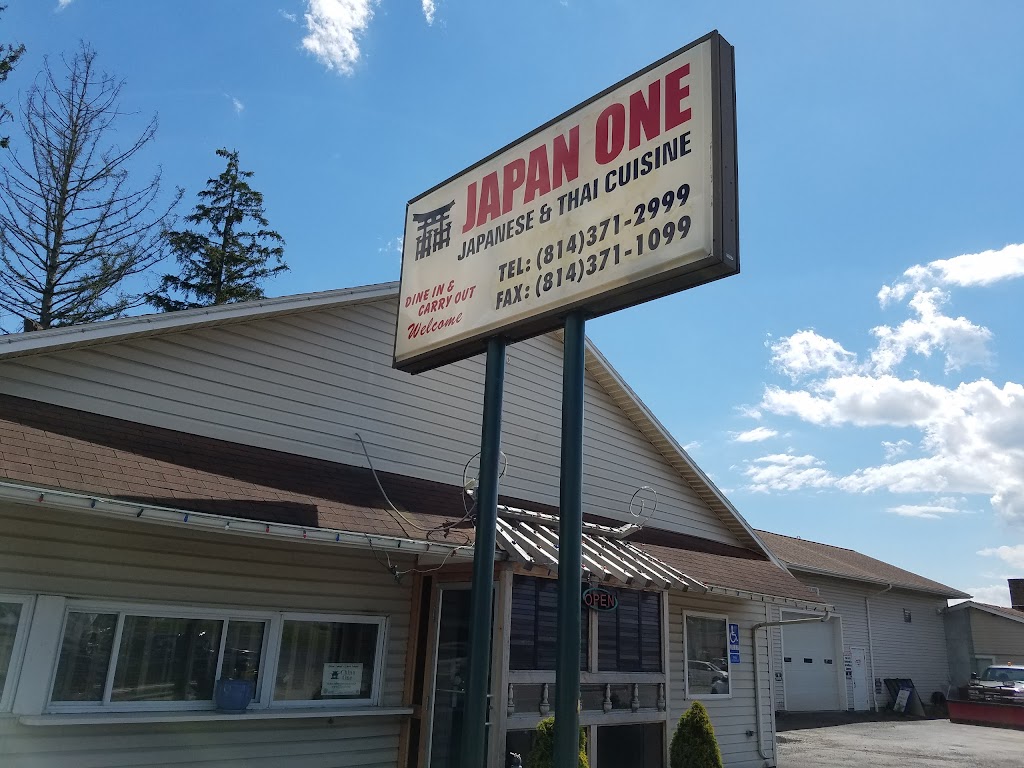 JAPAN ONE
JAPANESE & THAI CUISINE
TEL: (814)371-2999
FAX: (814)371-1099
DINE IN &
CARRY OUT
Welcome
OPEN